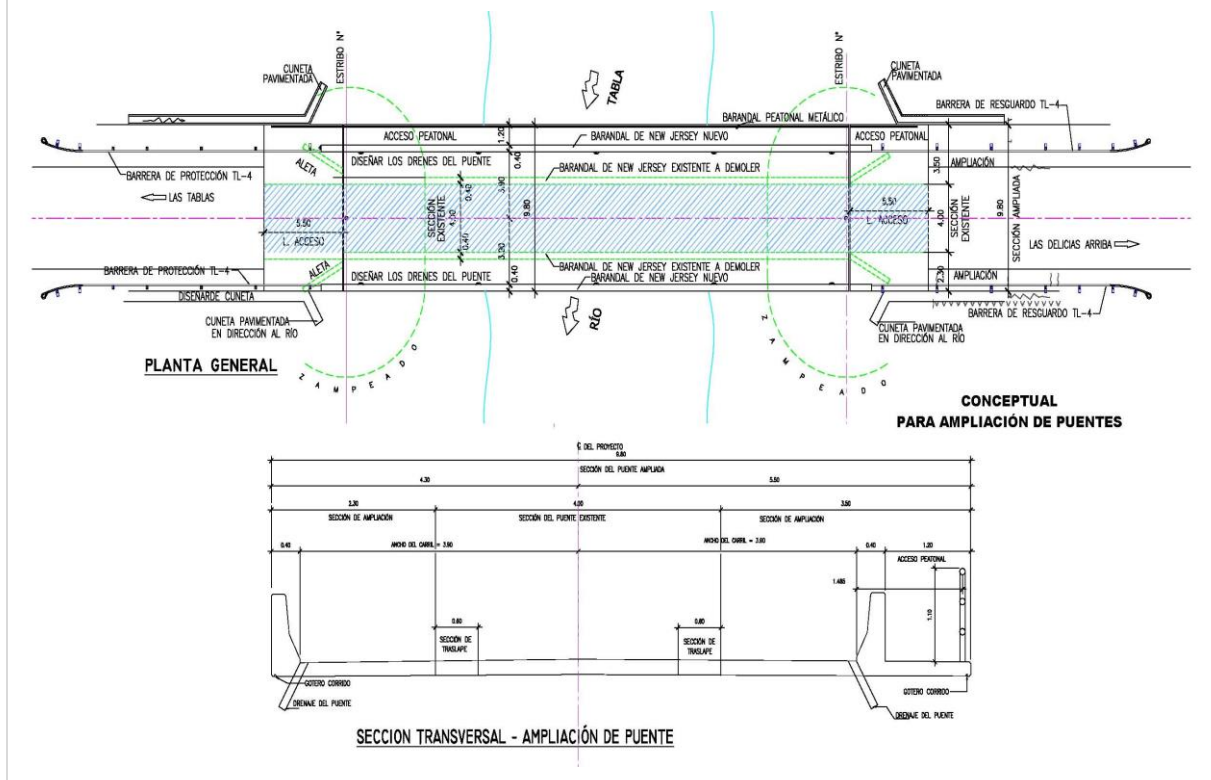 CUNETA
PAVIMENTADA
ESTRIBO N°
TABLA
ESTRIBO N°
CUNETA
PAVIMENTADA
BARRERA DE RESGUARDO TL-4
BARANDAL PEATONAL METÁLICO
ACCESO PEATONAL
1.20
BARANDAL DE NEW JERSEY NUEVO
ACCESO PEATONAL
ALETA
DISEÑAR LOS DRENES DEL PUENTE
0.40
3.50
AMPLIACIÓN
BARRERA DE PROTECCIÓN TL-4
BARANDAL DE NEW JERSEY EXISTENTE A DEMOLER
LAS TABLAS
5.50
L. ACCESO
SECCIÓN
EXISTENTE
4.00
0.40
0.40
3.90
9.80
5.50
L. ACCESO
4.00
SECCIÓN
EXISTENTE
9.80
SECCIÓN AMPLIADA
LAS DELICIAS ARRIBA
BARRERA DE PROTECCIÓN TL-4
ALETA
DISEÑAR LOS DRENES DEL PUENTE
0.40
BARANDAL DE NEW JERSEY EXISTENTE A DEMOLER
BARANDAL DE NEW JERSEY NUEVO
2.30
AMPLIACIÓN
DISEÑARDE CUNETA
BARRERA DE RESGUARDO TL-4
CUNETA PAVIMENTADA
EN DIRECCIÓN AL RÍO
RÍO
CUNETA PAVIMENTADA
EN DIRECCIÓN AL RÍO
ZAMPEADO
ZAMPEADO
PLANTA GENERAL
CONCEPTUAL
PARA AMPLIACIÓN DE PUENTES
DEL PROYECTO
9.80
SECCIÓN DEL PUENTE AMPLIADA
4.30
5.50
2.30
4.00
3.50
SECCIÓN DE AMPLIACIÓN
SECCIÓN DEL PUENTE EXISTENTE
SECCIÓN DE AMPLIACIÓN
0.40
ANCHO DEL CARRIL = 3.90
ANCHO DEL CARRIL = 3.90
0.40
1.20
ACCESO PEATONAL
1.10
0.60
SECCIÓN DE
TRASLAPE
0.60
SECCIÓN DE
TRASLAPE
GOTERO CORRIDO
DRENAJE DEL PUENTE
GOTERO CORRIDO
DRENAJE DEL PUENTE
SECCION TRANSVERSAL - AMPLIACIÓN DE PUENTE